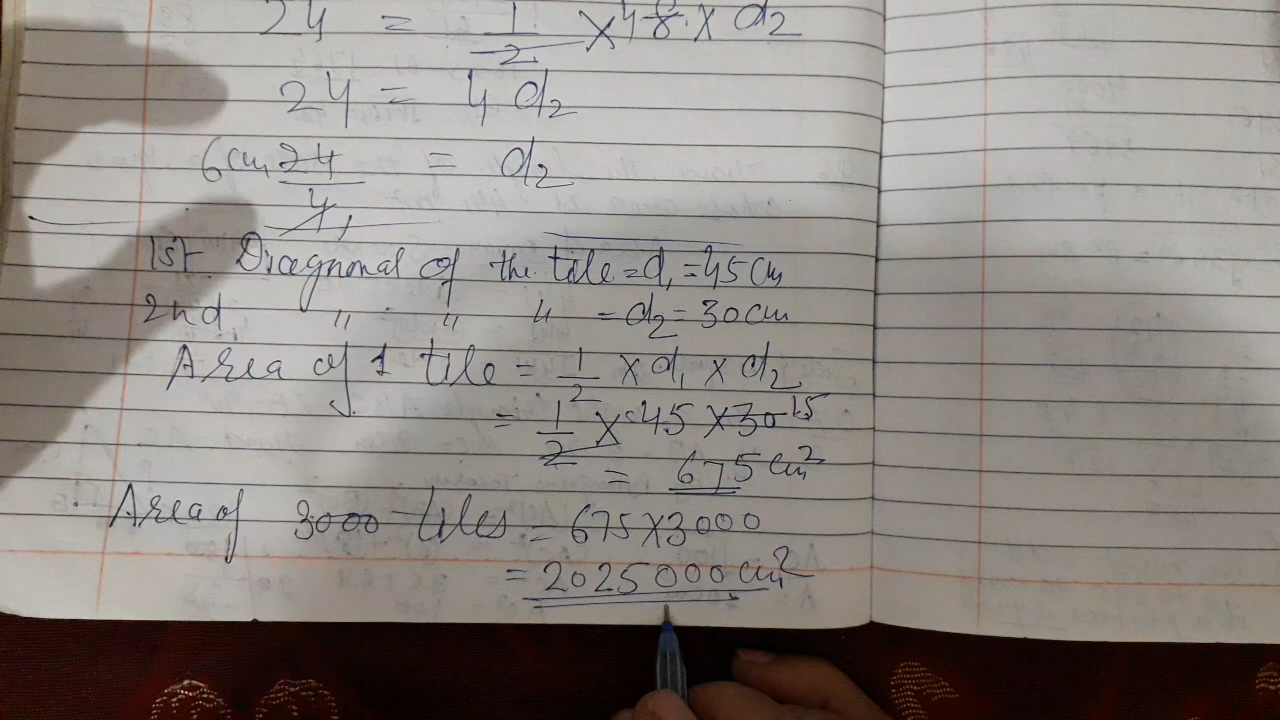 24 = 1/2 × 48 × d2
24 = 4 d2
6cm 24/4 = d2
1st Diagnonal of the tile = d1 = 45 cm
2nd " " " = d2 = 30 cm
Area of 1 tile = 1/2 × d1 × d2
= 1/2 × 45 × 30 15
= 675 cm²
Area of 3000 tiles = 675 × 3000
= 2025000 cm²